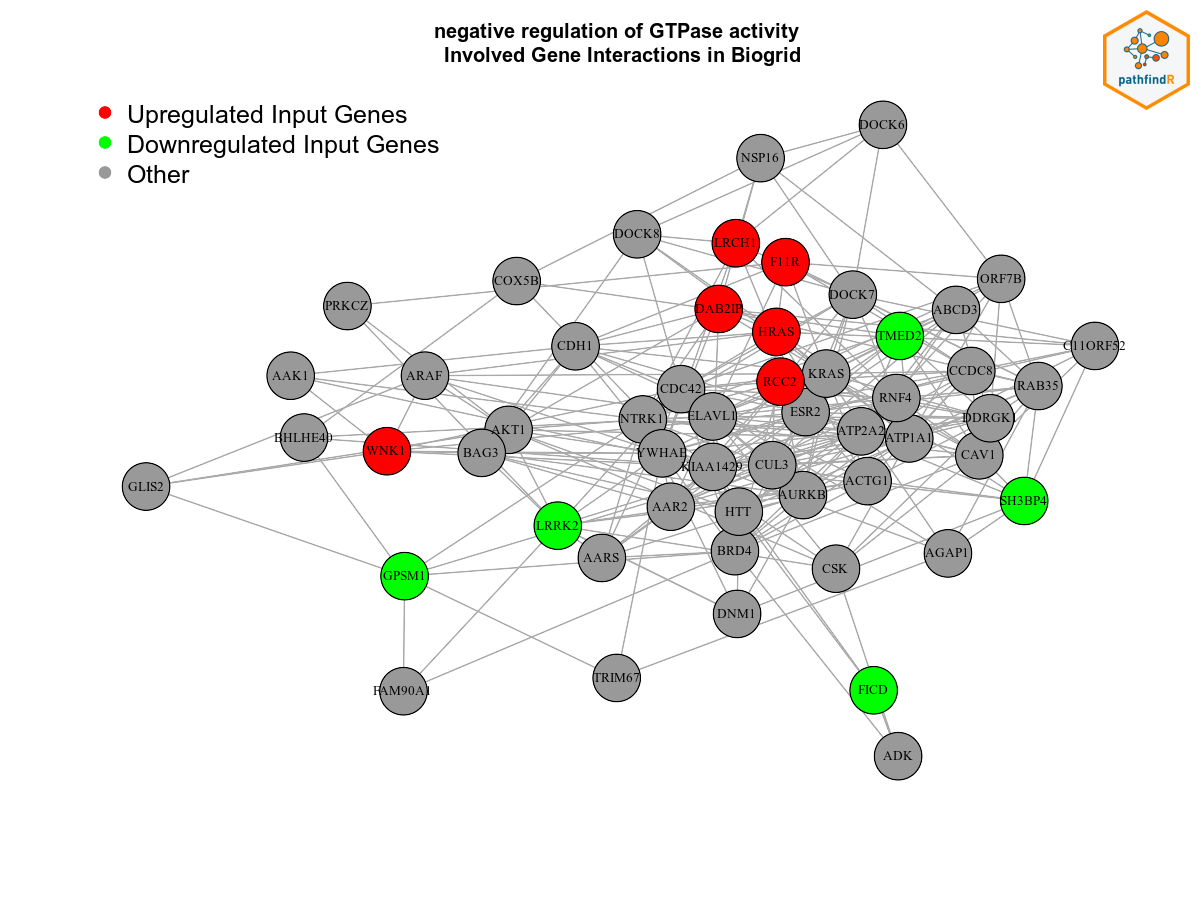 negative regulation of GTPase activity
Involved Gene Interactions in Biogrid
pathfindR
Upregulated Input Genes
Downregulated Input Genes
Other
DOCK6
NSP16
DOCK8
LRCH1
F11R
COX5B
ORF7B
DOCK7
PRKCZ
DAB2IP
ABCD3
HRAS
TMED2
CDH1
C11ORF52
AAK1
ARAF
CCDC8
KRAS
RCC2
RAB35
CDC42
RNF4
ESR2
ELAVL1
NTRK1
DDRGK1
AKT1
ATP2A2
ATP1A1
BHLHE40
WNK1
BAG3
YWHAE
CAV1
KIAA1429
CUL3
GLIS2
ACTG1
AURKB
SH3BP4
AAR2
HTT
LRRK2
BRD4
AGAP1
AARS
CSK
GPSM1
DNM1
TRIM67
FAM90A1
FICD
ADK